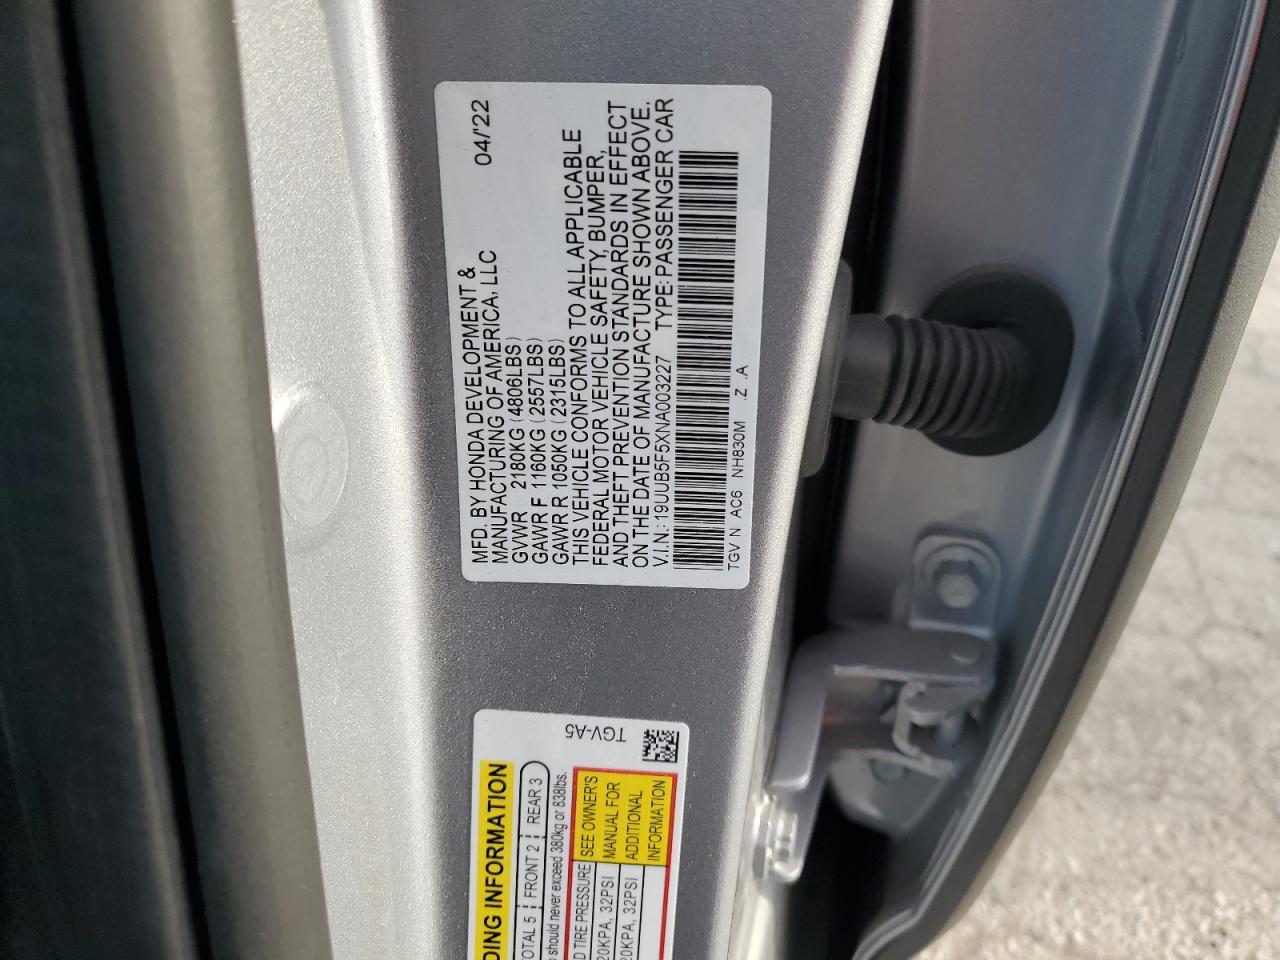 MFD. BY HONDA DEVELOPMENT &
MANUFACTURING OF AMERICA, LLC 04/'22
GVWR 2180KG (4806LBS)
GAWR F 1160KG (2557LBS)
GAWR R 1050KG (2315LBS)
THIS VEHICLE CONFORMS TO ALL APPLICABLE
FEDERAL MOTOR VEHICLE SAFETY, BUMPER,
AND THEFT PREVENTION STANDARDS IN EFFECT
ON THE DATE OF MANUFACTURE SHOWN ABOVE.
V.I.N.: 19UUB5F5XNA003227 TYPE: PASSENGER CAR
TGV N AC6 NH830M .Z .A
TGV-A5
INFORMATION
5 FRONT 2 REAR 3
should never exceed 380kg or 838lbs.
TIRE PRESSURE SEE OWNER'S
32PSI MANUAL FOR
32PSI ADDITIONAL
INFORMATION